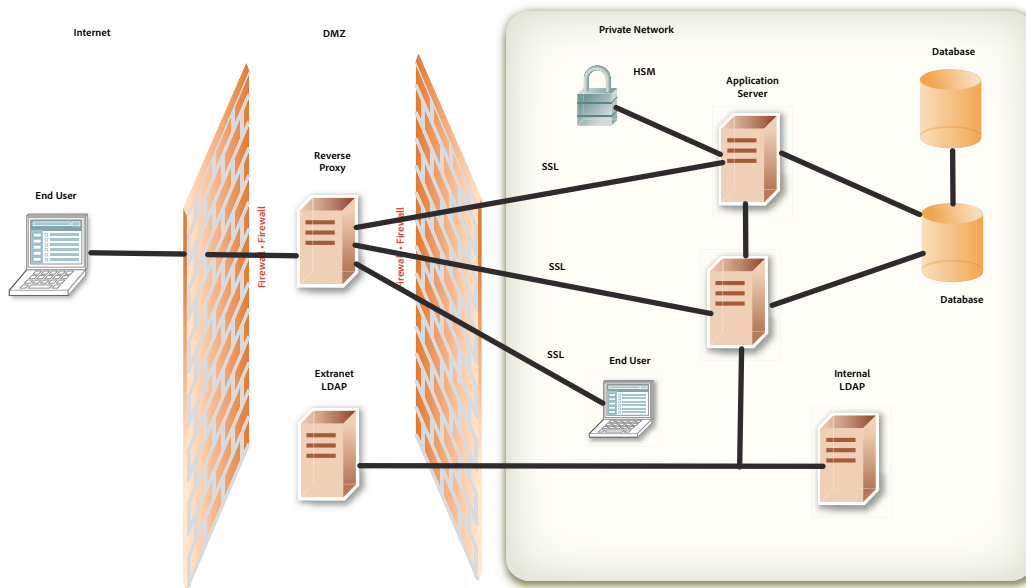 Internet
DMZ
Private Network
HSM
Application
Server
Database
Reverse
Proxy
SSL
End User
Firewall • Firewall
Firewall • Firewall
SSL
Database
SSL
End User
Extranet
LDAP
Internal
LDAP